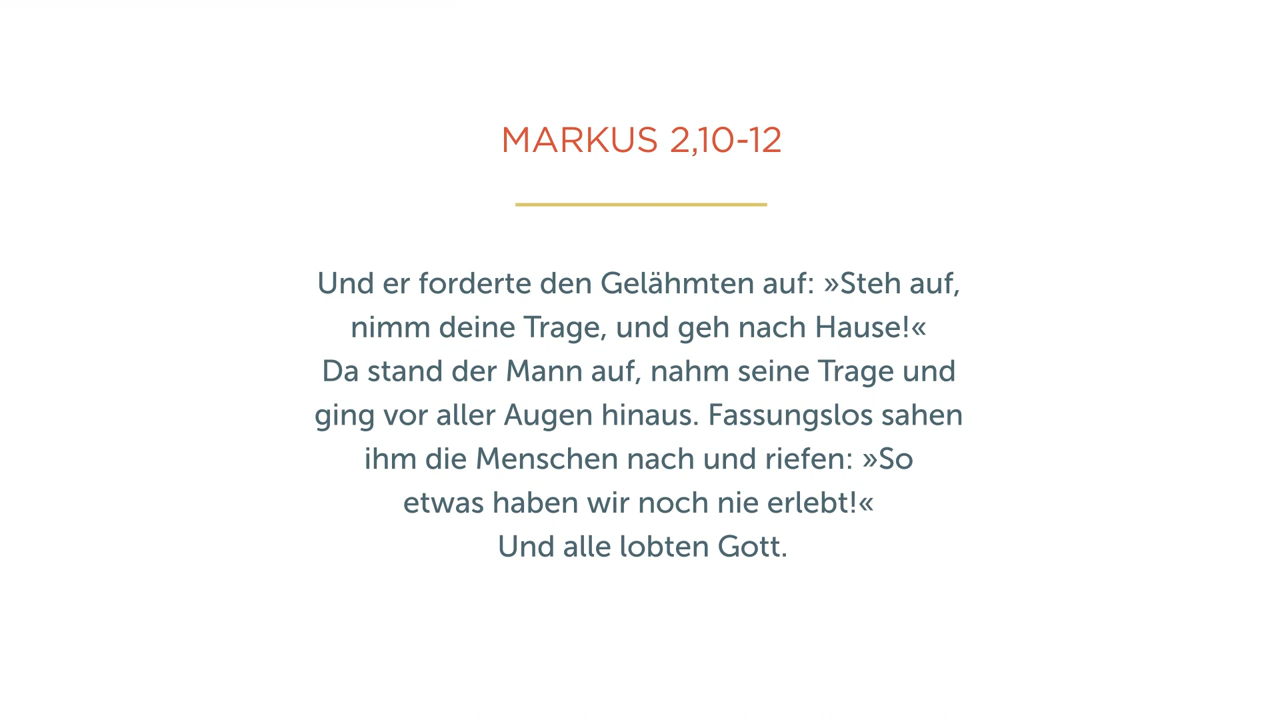 MARKUS 2,10-12
Und er forderte den Gelähmten auf: »Steh auf,
nimm deine Trage, und geh nach Hause!«
Da stand der Mann auf, nahm seine Trage und
ging vor aller Augen hinaus. Fassungslos sahen
ihm die Menschen nach und riefen: »So
etwas haben wir noch nie erlebt!«
Und alle lobten Gott.